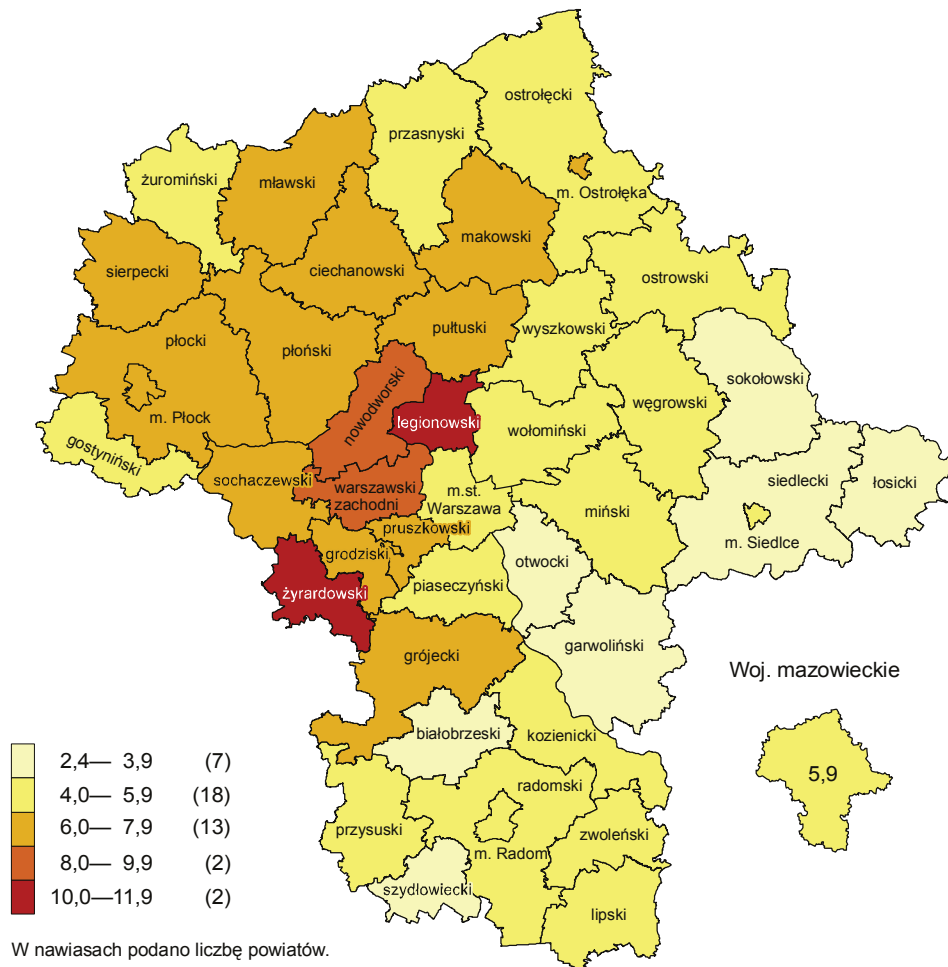 ostrołęcki
przasnyski
żuromiński
mławski
m. Ostrołęka
makowski
sierpecki
ciechanowski
ostrowski
płocki
płoński
pułtuski
wyszkowski
sokołowski
nowodworski
węgrowski
m. Płock
legionowski
wołomiński
gostyniński
sochaczewski
warszawski
zachodni
m.st.
Warszawa
siedlecki
łosicki
miński
pruszkowski
m. Siedlce
grodziski
otwocki
żyrardowski
piaseczyński
garwoliński
grójecki
Woj. mazowieckie
białobrzeski
kozienicki
5,9
radomski
przysuski
zwoleński
m. Radom
szydłowiecki
lipski
2,4— 3,9 (7)
4,0— 5,9 (18)
6,0— 7,9 (13)
8,0— 9,9 (2)
10,0—11,9 (2)
W nawiasach podano liczbę powiatów.